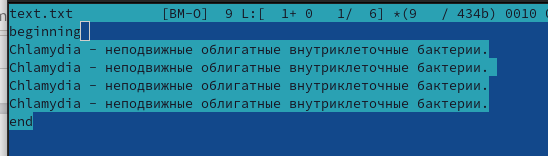 text.txt [BM-O] 9 L:[ 1+ 0 1/ 6] *(9 / 434b) 0010
beginning
Chlamydia – неподвижные облигатные внутриклеточные бактерии.
Chlamydia – неподвижные облигатные внутриклеточные бактерии.
Chlamydia – неподвижные облигатные внутриклеточные бактерии.
Chlamydia – неподвижные облигатные внутриклеточные бактерии.
end